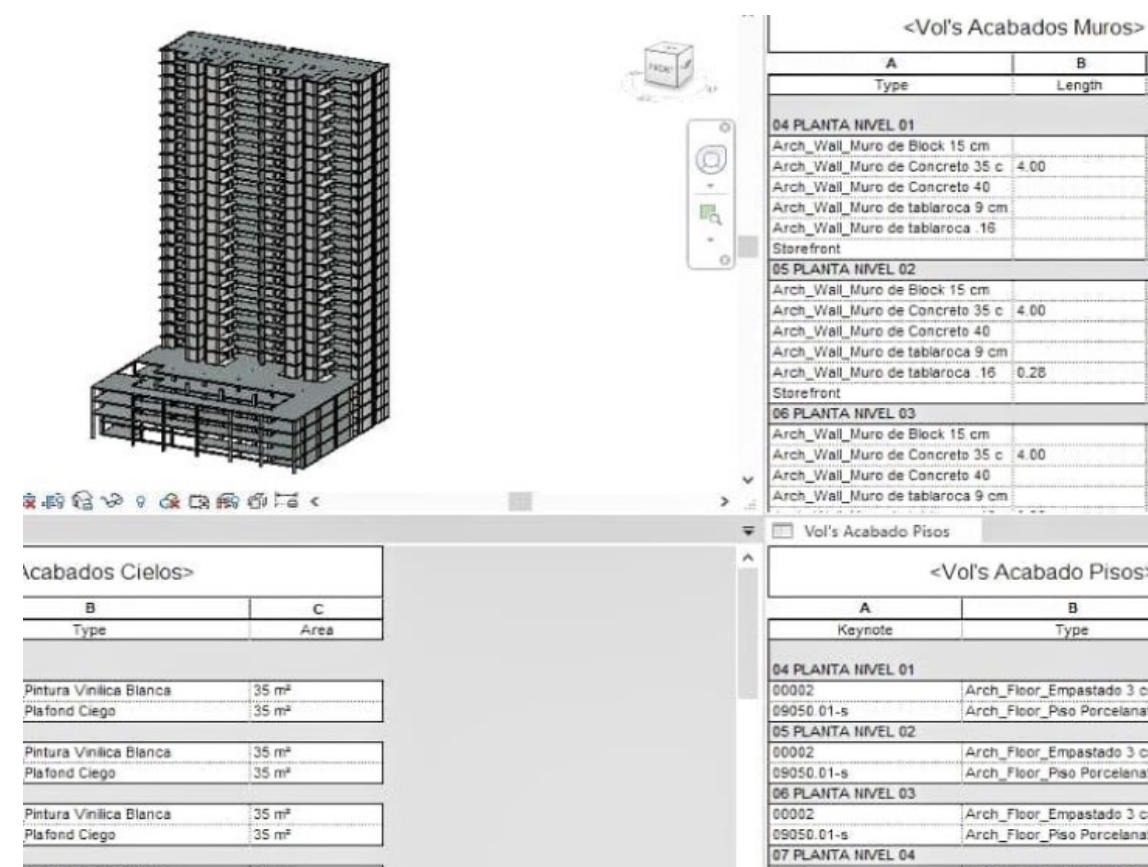 <Vol's Acabados Muros>
A B
Type Length
04 PLANTA NIVEL 01
Arch_Wall_Muro de Block 15 cm
Arch_Wall_Muro de Concreto 35 c 4.00
Arch_Wall_Muro de Concreto 40
Arch_Wall_Muro de tablaroca 9 cm
Arch_Wall_Muro de tablaroca .16
Storefront
05 PLANTA NIVEL 02
Arch_Wall_Muro de Block 15 cm
Arch_Wall_Muro de Concreto 35 c 4.00
Arch_Wall_Muro de Concreto 40
Arch_Wall_Muro de tablaroca 9 cm
Arch_Wall_Muro de tablaroca .16 0.28
Storefront
06 PLANTA NIVEL 03
Arch_Wall_Muro de Block 15 cm
Arch_Wall_Muro de Concreto 35 c 4.00
Arch_Wall_Muro de Concreto 40
Arch_Wall_Muro de tablaroca 9 cm
FRONT
Acabados Cielos>
B C
Type Area
Pintura Vinilica Blanca 35 m²
Plafond Ciego 35 m²
Pintura Vinilica Blanca 35 m²
Plafond Ciego 35 m²
Pintura Vinilica Blanca 35 m²
Plafond Ciego 35 m²
Vol's Acabado Pisos
<Vol's Acabado Pisos>
A B
Keynote Type
04 PLANTA NIVEL 01
00002 Arch_Floor_Empastado 3 c
09050.01-s Arch_Floor_Piso Porcelana
05 PLANTA NIVEL 02
00002 Arch_Floor_Empastado 3 c
09050.01-s Arch_Floor_Piso Porcelana
06 PLANTA NIVEL 03
00002 Arch_Floor_Empastado 3 c
09050.01-s Arch_Floor_Piso Porcelana
07 PLANTA NIVEL 04